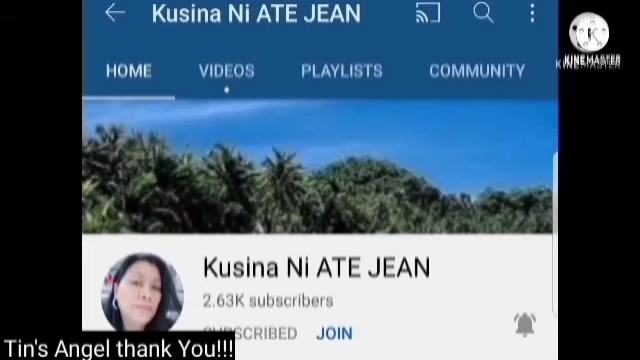 Kusina Ni ATE JEAN
KINEMASTER
HOME VIDEOS PLAYLISTS COMMUNITY
Kusina Ni ATE JEAN
2.63K subscribers
SUBSCRIBED JOIN
Tin's Angel thank You!!!